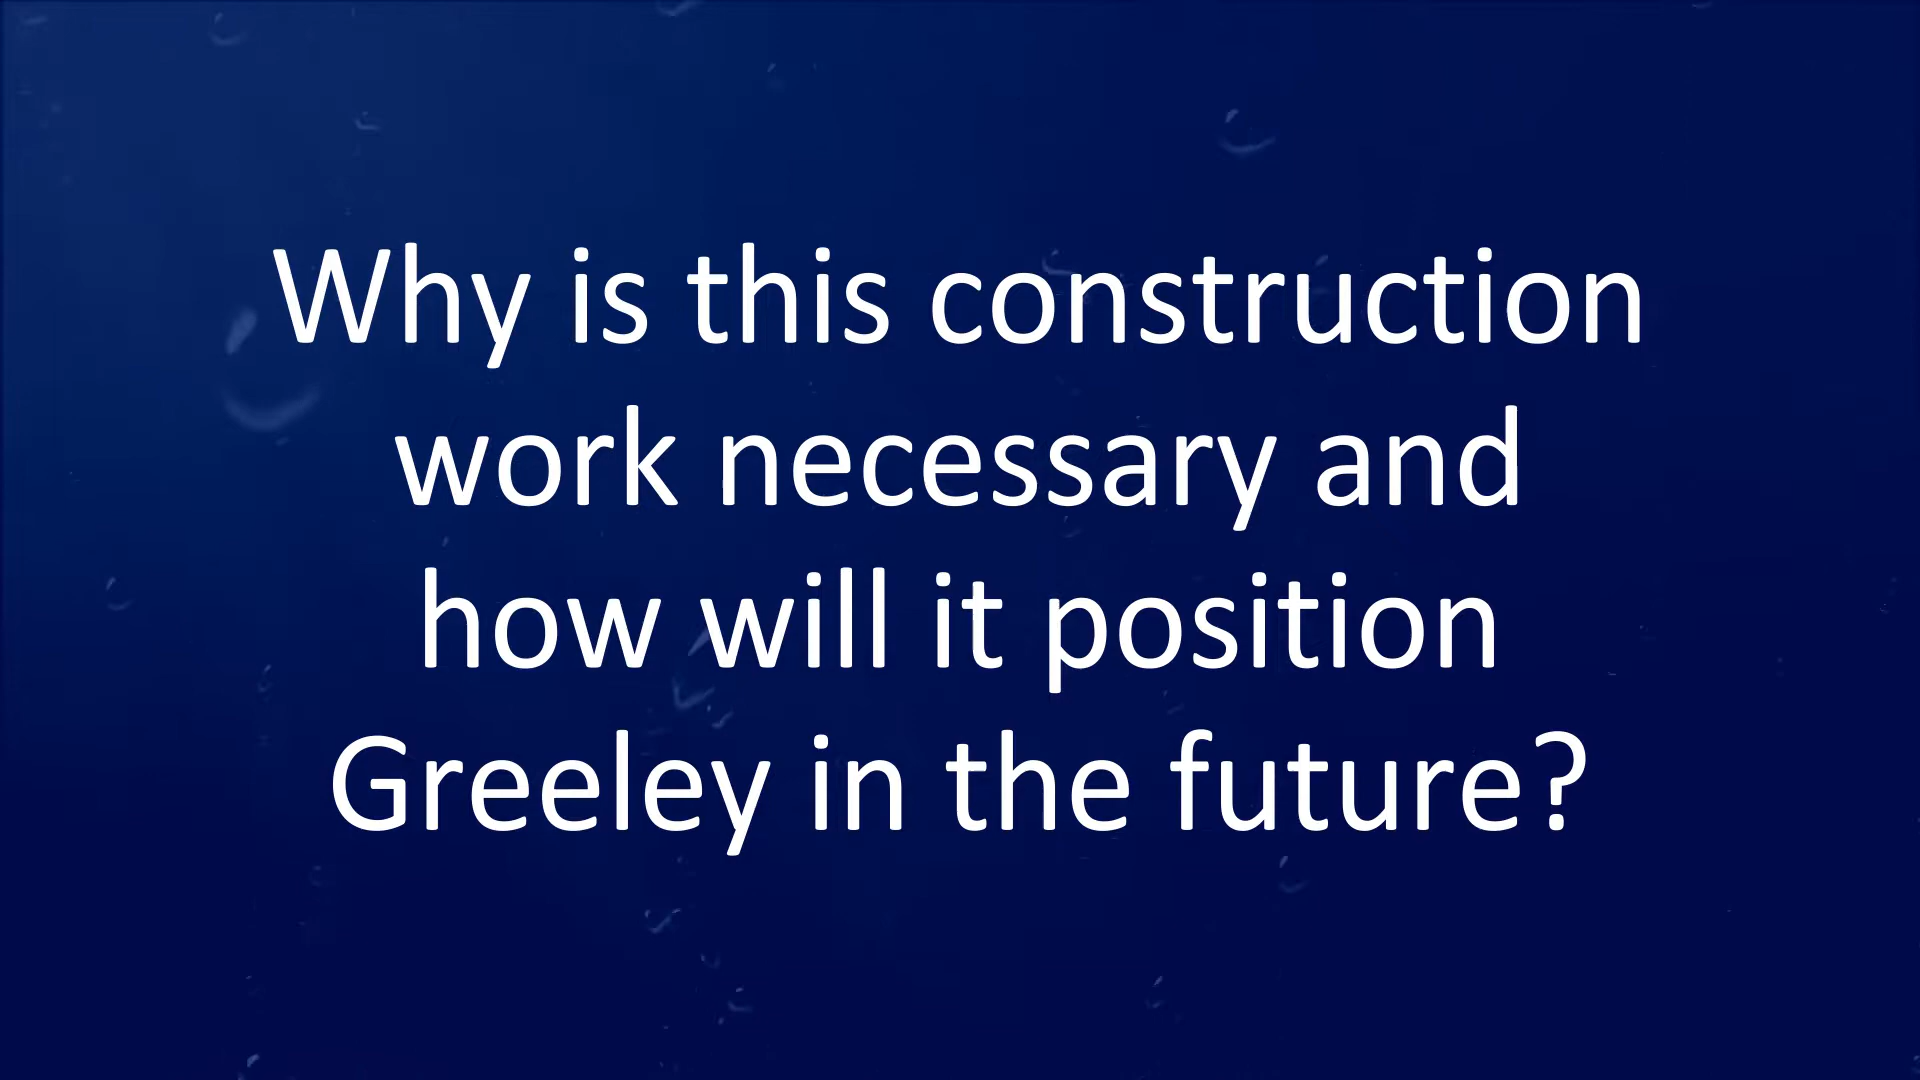 Why is this construction
work necessary and
how will it position
Greeley in the future?